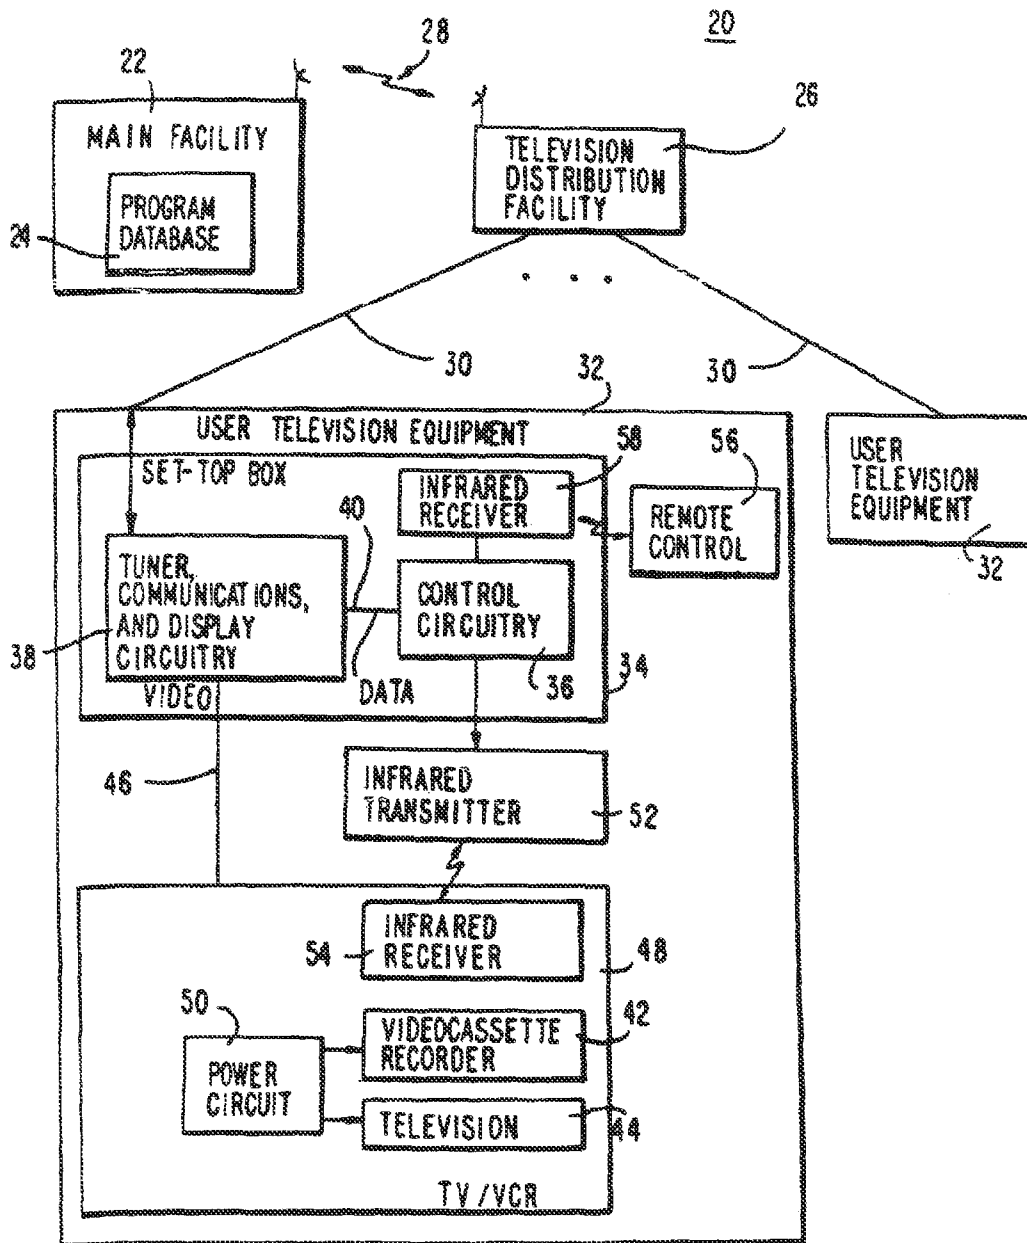 20
28
22
26
MAIN FACILITY
TELEVISION
DISTRIBUTION
FACILITY
PROGRAM
DATABASE
24
30
30
32
USER TELEVISION EQUIPMENT
58
56
USER
TELEVISION
EQUIPMENT
32
SET-TOP BOX
INFRARED
RECEIVER
REMOTE
CONTROL
40
TUNER,
COMMUNICATIONS,
AND DISPLAY
CIRCUITRY
38
CONTROL
CIRCUITRY
36
34
DATA
VIDEO
46
INFRARED
TRANSMITTER
52
INFRARED
RECEIVER
54
48
50
POWER
CIRCUIT
VIDEOCASSETTE
RECORDER
42
TELEVISION
44
TV/VCR